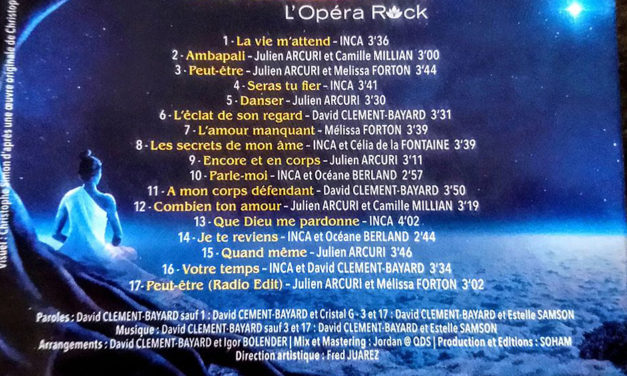 L'Opéra Rock
1 - La vie m'attend - INCA 3'36
2 - Ambapali - Julien ARCURI et Camille MILLIAN 3'00
3 - Peut-être - Julien ARCURI et Melissa FORTON 3'44
4 - Seras tu fier - INCA 3'41
5 - Danser - Julien ARCURI 3'30
6 - L'éclat de son regard - David CLEMENT-BAYARD 3'31
7 - L'amour manquant - Mélissa FORTON 3'39
8 - Les secrets de mon âme - INCA et Célia de la FONTAINE 3'39
9 - Encore et en corps - Julien ARCURI 3'11
10 - Parle-moi - INCA et Océane BERLAND 2'57
11 - A mon corps défendant - David CLEMENT-BAYARD 3'50
12 - Combien ton amour - Julien ARCURI et Camille MILLIAN 3'19
13 - Que Dieu me pardonne - INCA 4'02
14 - Je te reviens - INCA et Océane BERLAND 2'44
15 - Quand même - Julien ARCURI 3'46
16 - Votre temps - INCA et David CLEMENT-BAYARD 3'34
17- Peut-être (Radio Edit) - Julien ARCURI et Mélissa FORTON 3'02
Paroles : David CLEMENT-BAYARD sauf 1 : David CEMENT-BAYARD et Cristal G - 3 et 17 : David CLEMENT-BAYARD et Estelle SAMSON
Musique : David CLEMENT-BAYARD sauf 3 et 17 : David CLEMENT-BAYARD et Estelle SAMSON
Arrangements : David CLEMENT-BAYARD et Igor BOLENDER | Mix et Mastering : Jordan @ QDS | Production et Editions : SOHAM
Direction artistique : Fred JUAREZ
Visuel : Christophe Simon d'après une œuvre originale de Christop